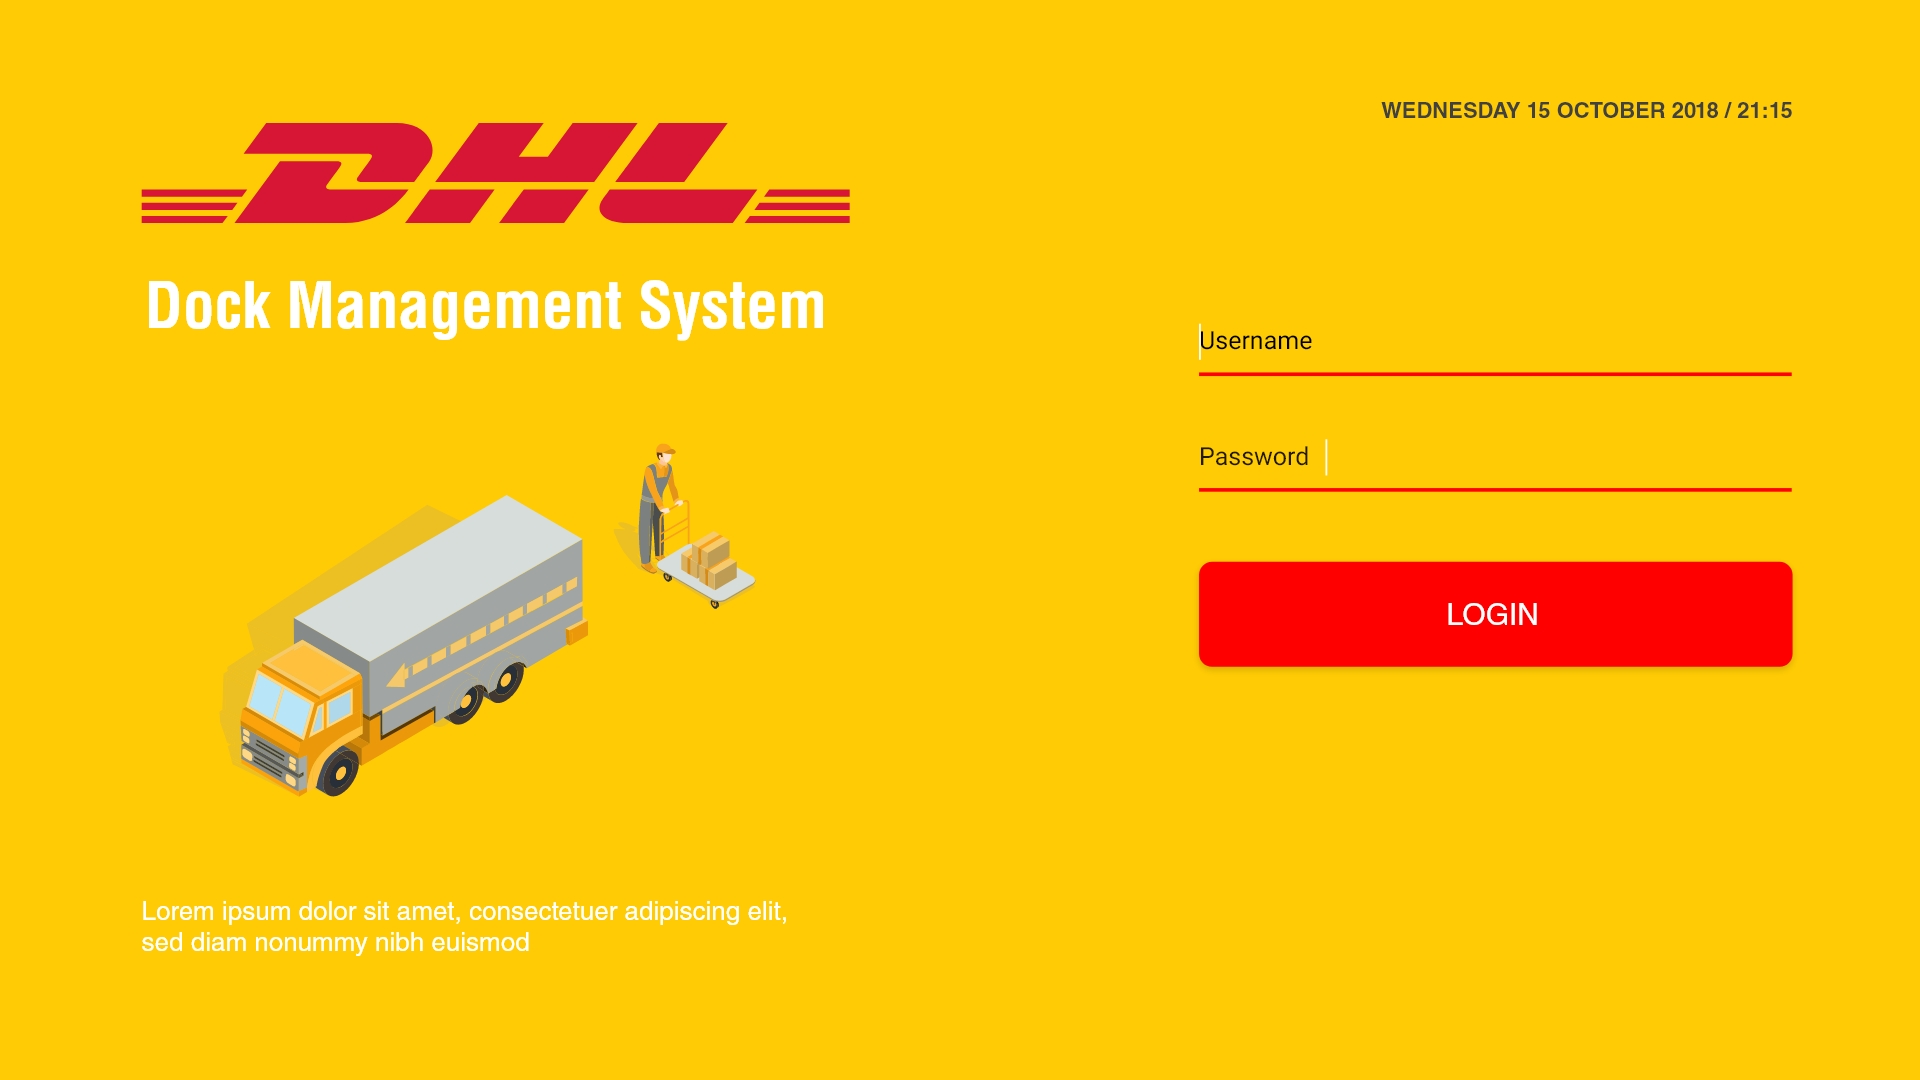 DHL
WEDNESDAY 15 OCTOBER 2018 / 21:15
Dock Management System
Username
Password
LOGIN
Lorem ipsum dolor sit amet, consectetuer adipiscing elit,
sed diam nonummy nibh euismod